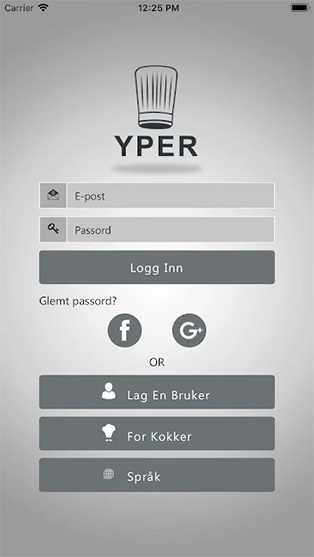 Carrier 12:25 PM
YPER
E-post
Passord
Logg Inn
Glemt passord?
f G+
OR
Lag En Bruker
For Kokker
Språk